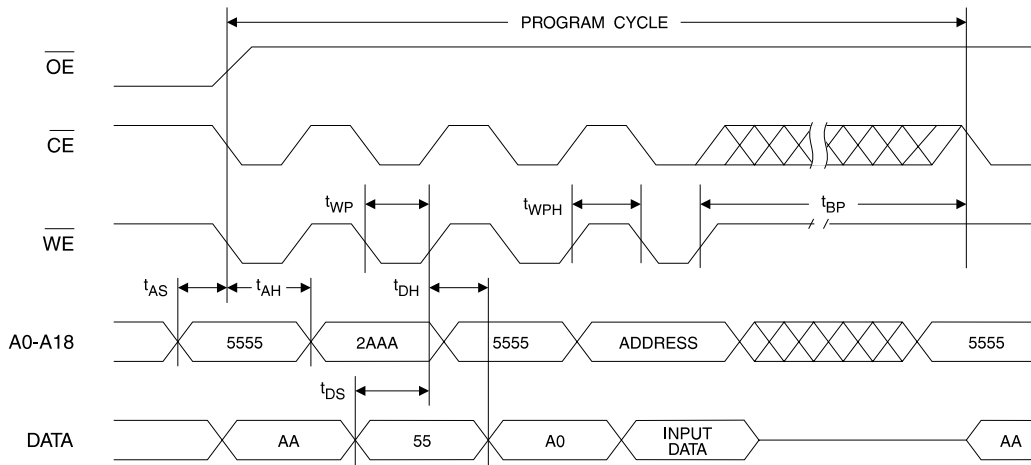 PROGRAM CYCLE
OE
CE
tWP
tWPH
tBP
WE
tAS
tAH
tDH
A0-A18
5555
2AAA
5555
ADDRESS
5555
tDS
DATA
AA
55
A0
INPUT
DATA
AA